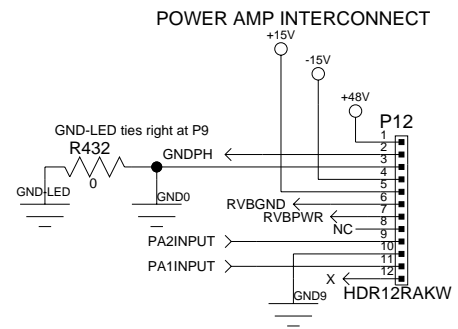 POWER AMP INTERCONNECT
+15V
-15V
+48V
P12
GND-LED ties right at P9
R432
0
GND-LED
GND0
GNDPH
RVBGND
RVBPWR
NC
PA2INPUT
PA1INPUT
X
GND9
1
2
3
4
5
6
7
8
9
10
11
12
HDR12RAKW